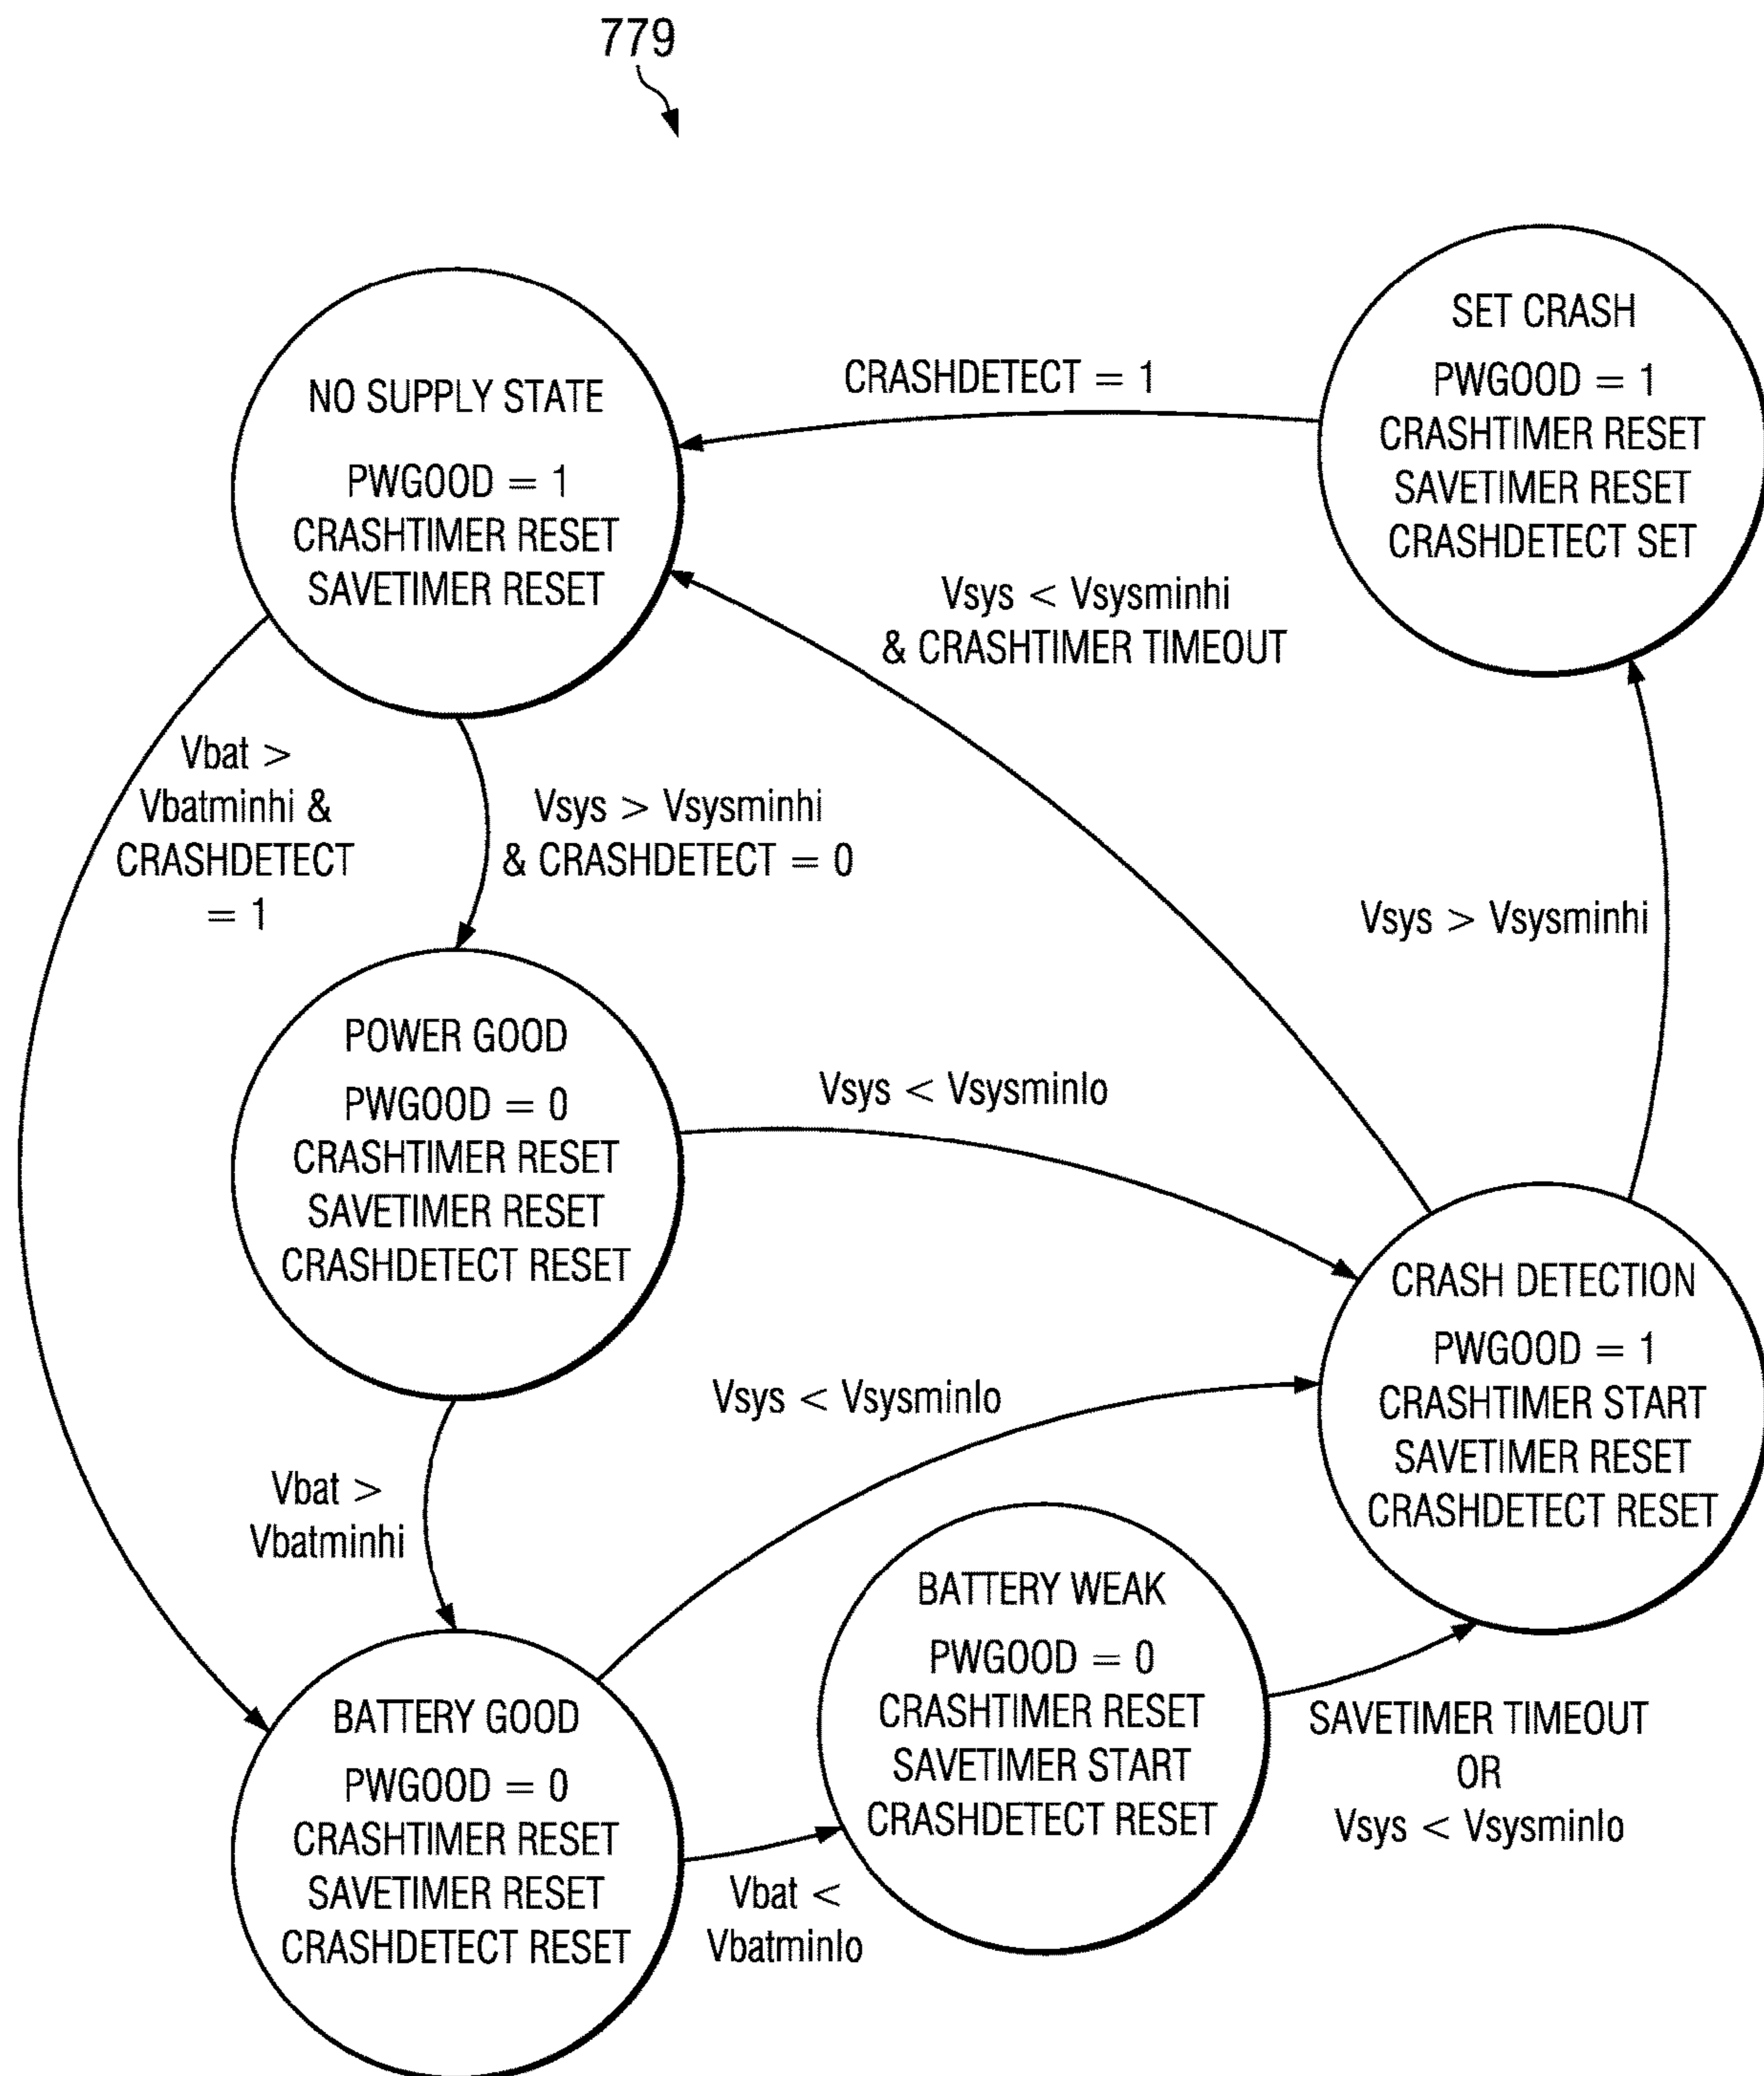 779
SET CRASH
PWGOOD = 1
CRASHTIMER RESET
SAVETIMER RESET
CRASHDETECT SET
CRASHDETECT = 1
NO SUPPLY STATE
PWGOOD = 1
CRASHTIMER RESET
SAVETIMER RESET
Vsys < Vsysminhi
& CRASHTIMER TIMEOUT
Vbat >
Vbatminhi &
CRASHDETECT
= 1
Vsys > Vsysminhi
& CRASHDETECT = 0
Vsys > Vsysminhi
POWER GOOD
PWGOOD = 0
CRASHTIMER RESET
SAVETIMER RESET
CRASHDETECT RESET
Vsys < Vsysminlo
CRASH DETECTION
PWGOOD = 1
CRASHTIMER START
SAVETIMER RESET
CRASHDETECT RESET
Vsys < Vsysminlo
Vbat >
Vbatminhi
BATTERY WEAK
PWGOOD = 0
CRASHTIMER RESET
SAVETIMER START
CRASHDETECT RESET
SAVETIMER TIMEOUT
OR
Vsys < Vsysminlo
BATTERY GOOD
PWGOOD = 0
CRASHTIMER RESET
SAVETIMER RESET
CRASHDETECT RESET
Vbat <
Vbatminlo